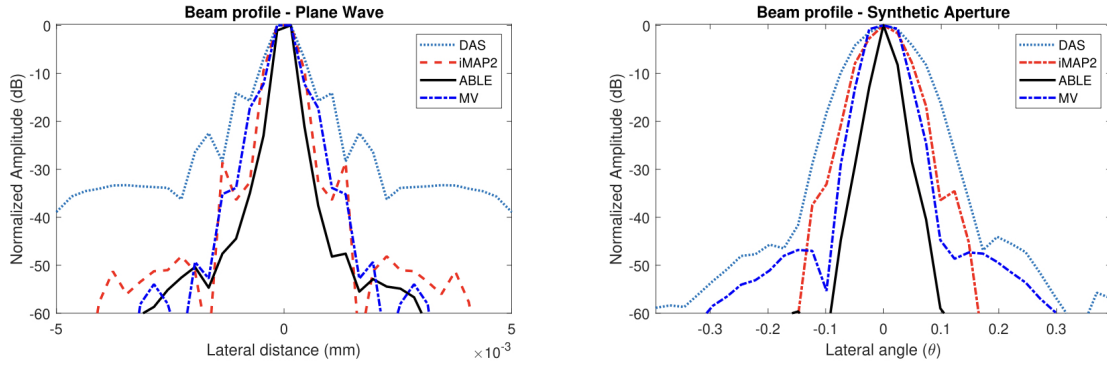 Beam profile - Plane Wave
Normalized Amplitude (dB)
0
-10
-20
-30
-40
-50
-60
-5
0
5
Lateral distance (mm)
×10⁻³
DAS
iMAP2
ABLE
MV
Beam profile - Synthetic Aperture
Normalized Amplitude (dB)
0
-10
-20
-30
-40
-50
-60
-0.3
-0.2
-0.1
0
0.1
0.2
0.3
Lateral angle (θ)
DAS
iMAP2
ABLE
MV